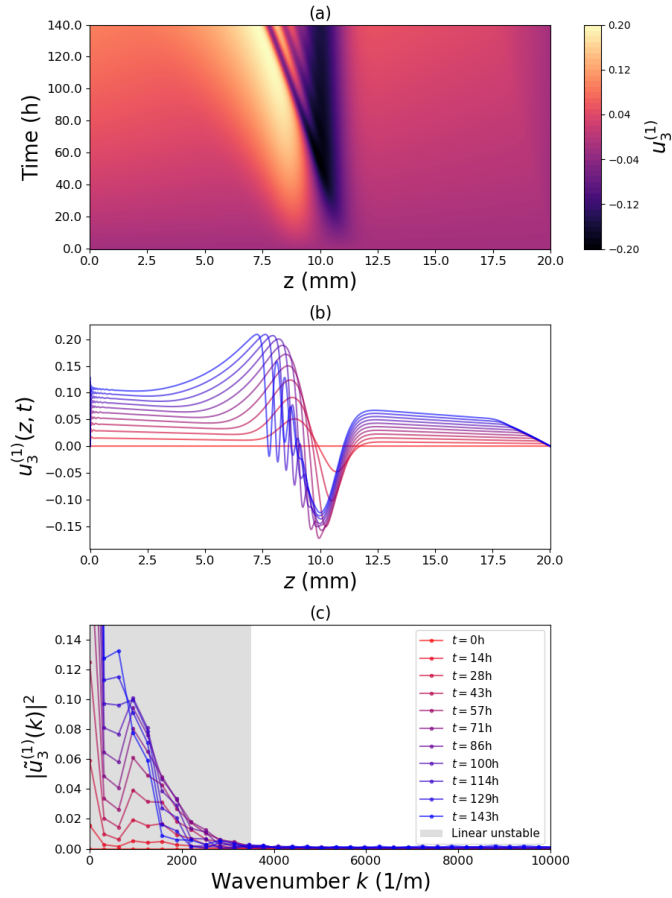 (a)
140.0
120.0
100.0
80.0
60.0
40.0
20.0
0.0
Time (h)
0.0 2.5 5.0 7.5 10.0 12.5 15.0 17.5 20.0
z (mm)
0.20
0.12
0.04
−0.04
−0.12
−0.20
u₃⁽¹⁾
(b)
0.20
0.15
0.10
0.05
0.00
−0.05
−0.10
−0.15
u₃⁽¹⁾(z, t)
0.0 2.5 5.0 7.5 10.0 12.5 15.0 17.5 20.0
z (mm)
(c)
0.14
0.12
0.10
0.08
0.06
0.04
0.02
0.00
|ũ₃⁽¹⁾(k)|²
0 2000 4000 6000 8000 10000
Wavenumber k (1/m)
t = 0h
t = 14h
t = 28h
t = 43h
t = 57h
t = 71h
t = 86h
t = 100h
t = 114h
t = 129h
t = 143h
Linear unstable